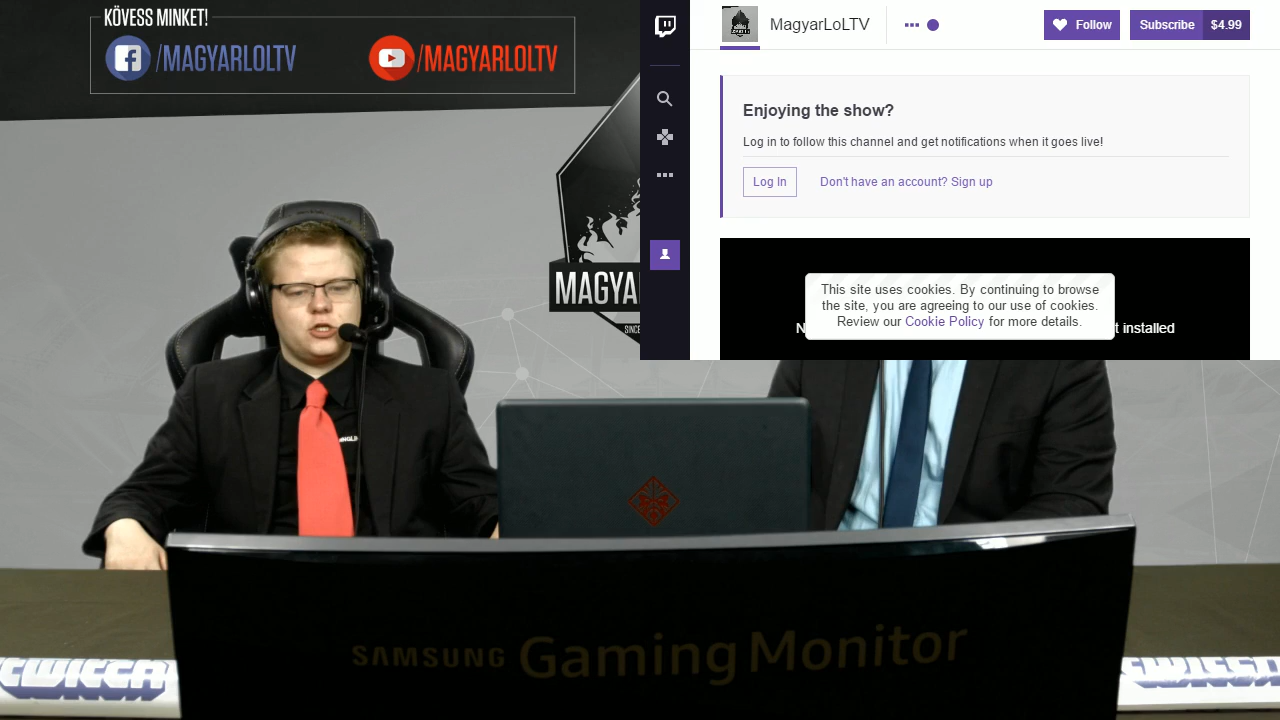 KÖVESS MINKET!
/MAGYARLOLTV
/MAGYARLOLTV
MagyarLoLTV
Follow
Subscribe
$4.99
Enjoying the show?
Log in to follow this channel and get notifications when it goes live!
Log In
Don't have an account? Sign up
This site uses cookies. By continuing to browse
the site, you are agreeing to our use of cookies.
Review our Cookie Policy for more details.
installed
MAGYA
SINCE
SAMSUNG Gaming Monitor